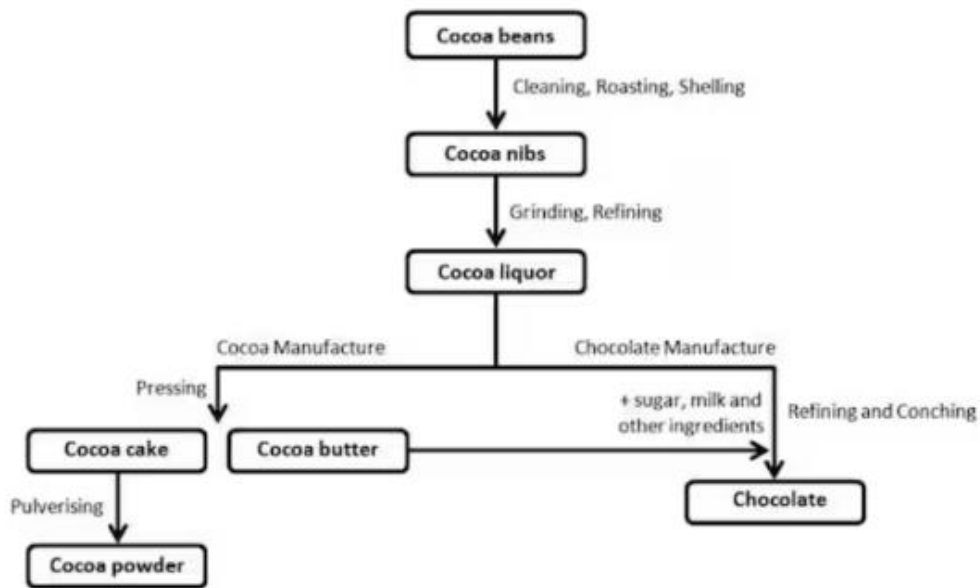 Cocoa beans
Cleaning, Roasting, Shelling
Cocoa nibs
Grinding, Refining
Cocoa liquor
Cocoa Manufacture
Chocolate Manufacture
Pressing
+ sugar, milk and
other ingredients
Refining and Conching
Cocoa cake
Cocoa butter
Chocolate
Pulverising
Cocoa powder